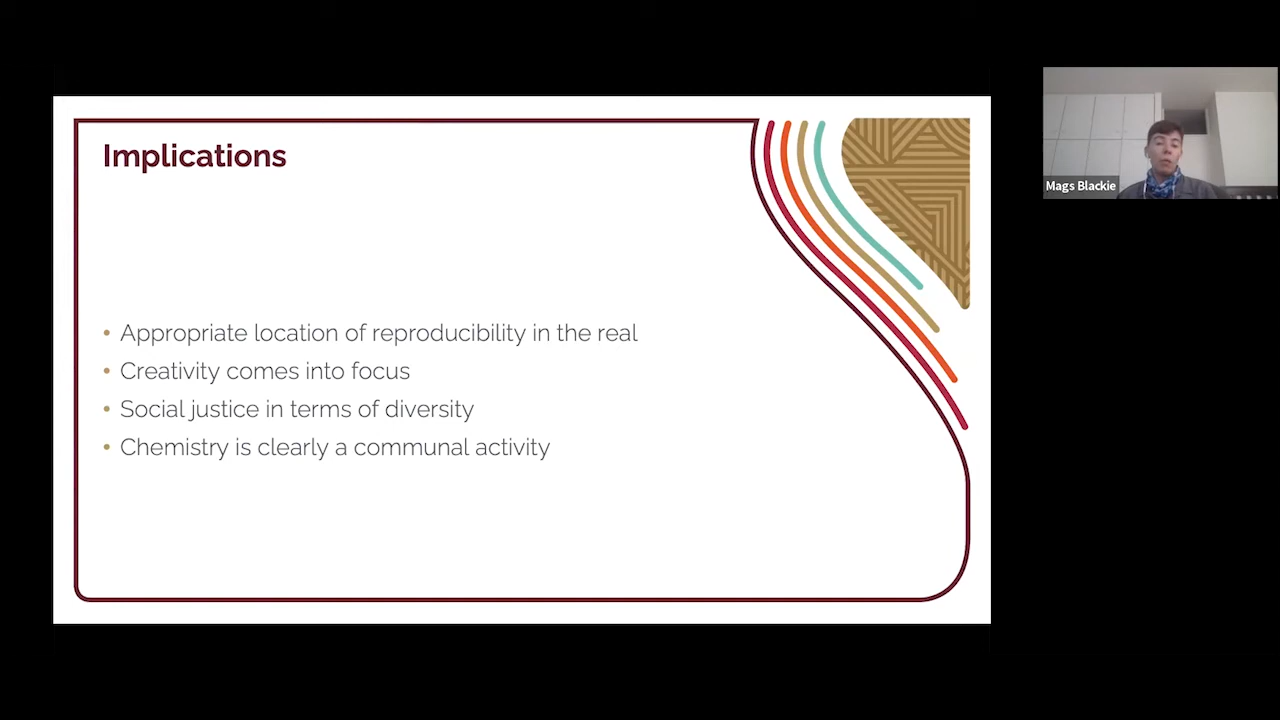 Implications
• Appropriate location of reproducibility in the real
• Creativity comes into focus
• Social justice in terms of diversity
• Chemistry is clearly a communal activity
Mags Blackie